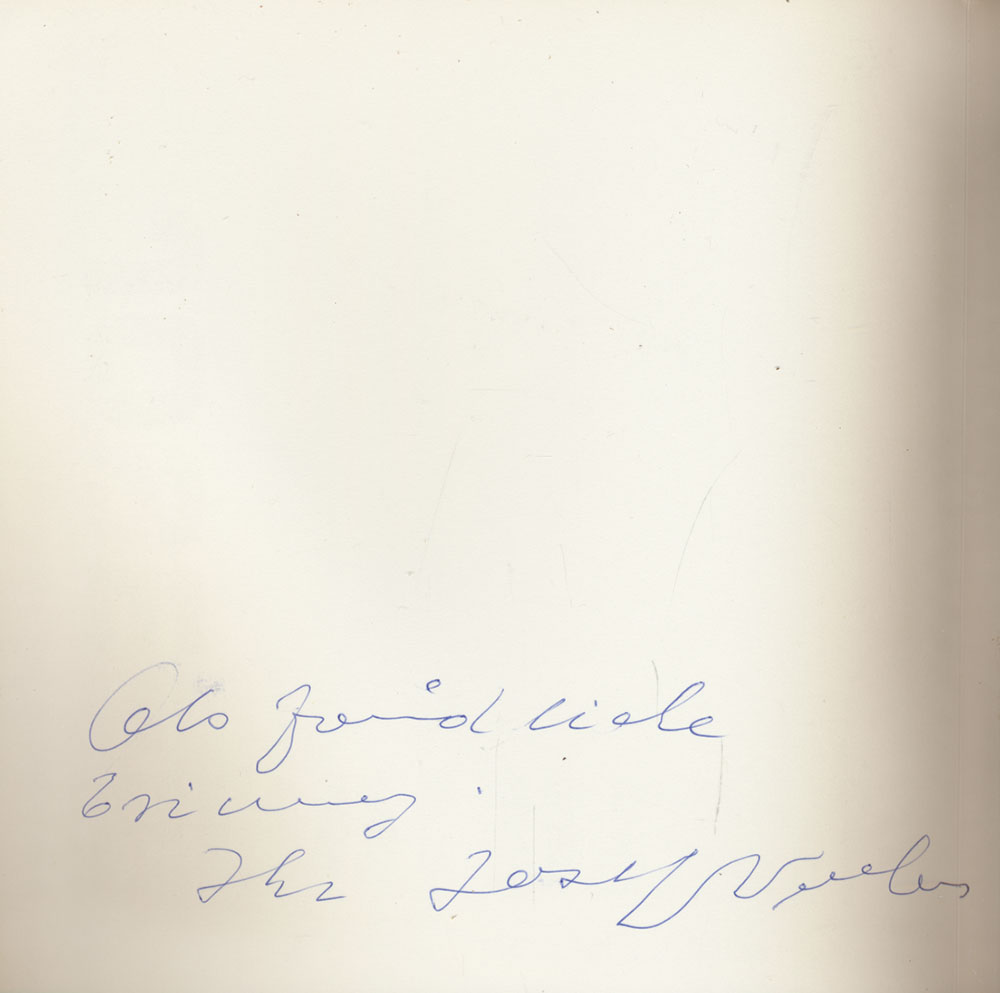 Als freundliche
Erinnerung.
Ihr Josef